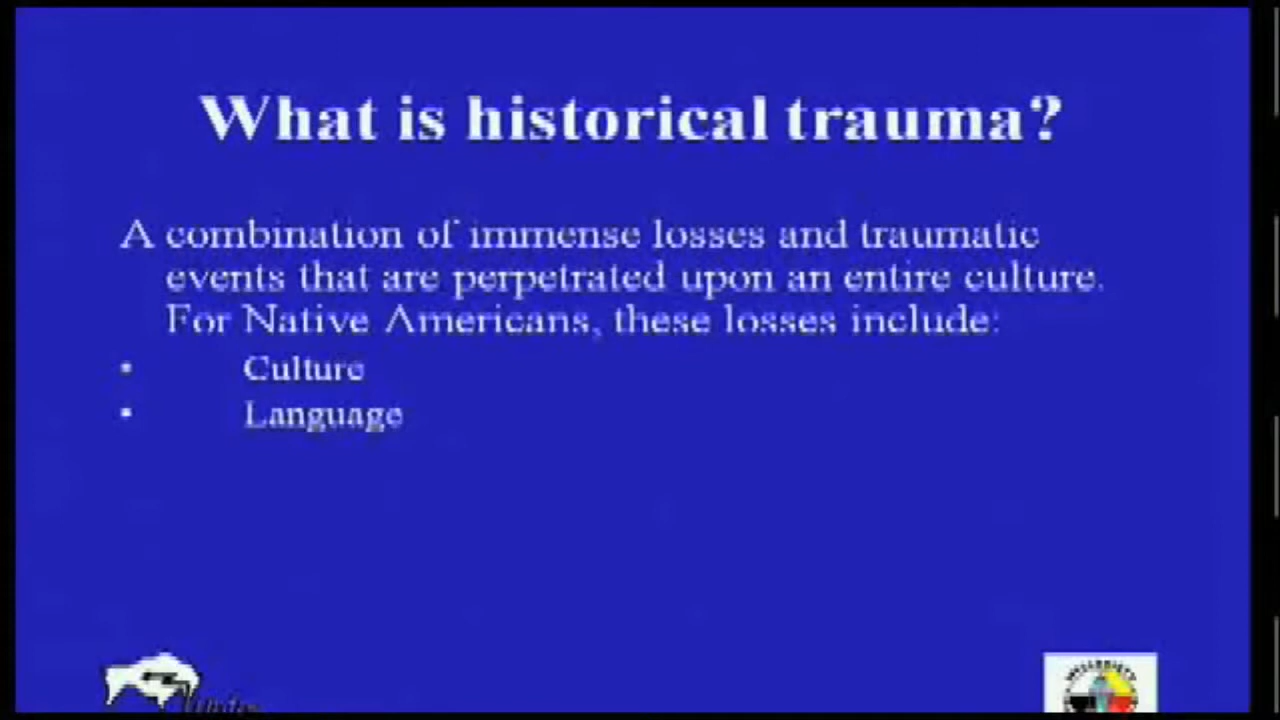 What is historical trauma?
A combination of immense losses and traumatic
events that are perpetrated upon an entire culture.
For Native Americans, these losses include:
• Culture
• Language